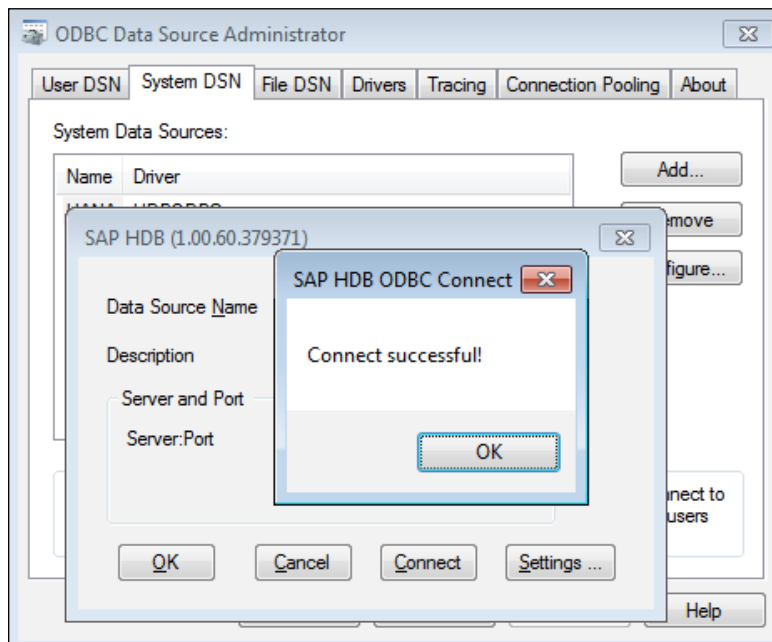 ODBC Data Source Administrator
User DSN System DSN File DSN Drivers Tracing Connection Pooling About
System Data Sources:
Name Driver
Add...
emove
figure...
SAP HDB (1.00.60.379371)
Data Source Name
Description
Server and Port
Server:Port
SAP HDB ODBC Connect
Connect successful!
OK
nnect to
users
OK Cancel Connect Settings ...
Help